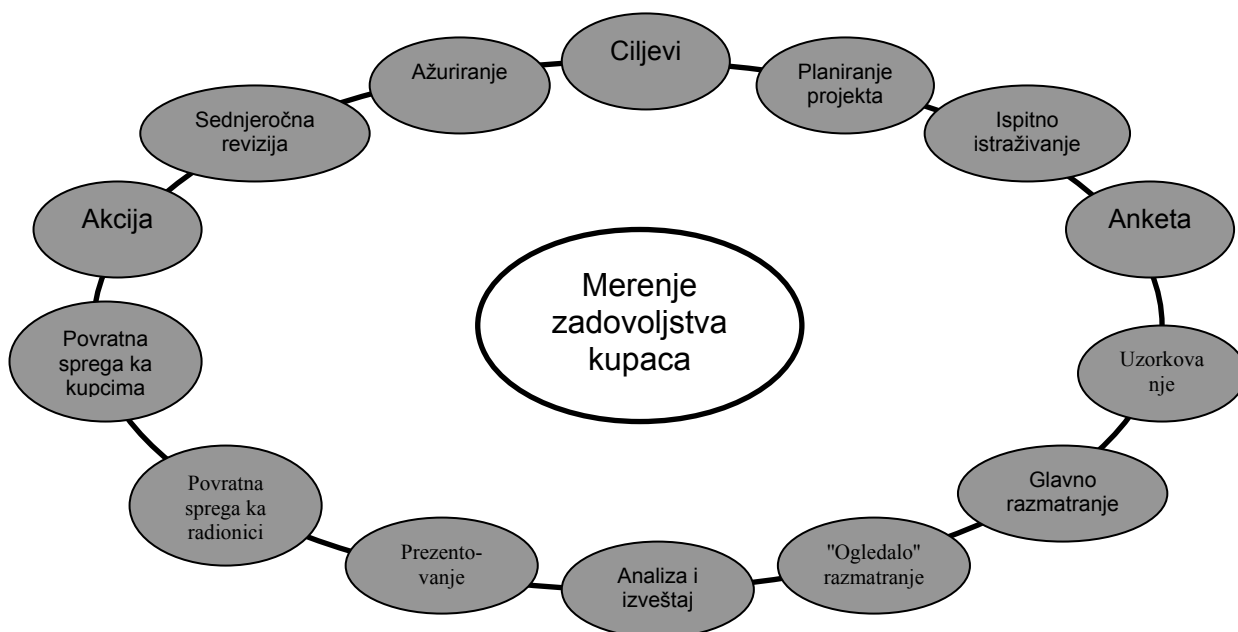 Ciljevi
Planiranje
projekta
Ispitno
istraživanje
Anketa
Uzorkova
nje
Glavno
razmatranje
"Ogledalo"
razmatranje
Analiza i
izveštaj
Prezento-
vanje
Povratna
sprega ka
radionici
Povratna
sprega ka
kupcima
Akcija
Sednjeročna
revizija
Ažuriranje
Merenje
zadovoljstva
kupaca